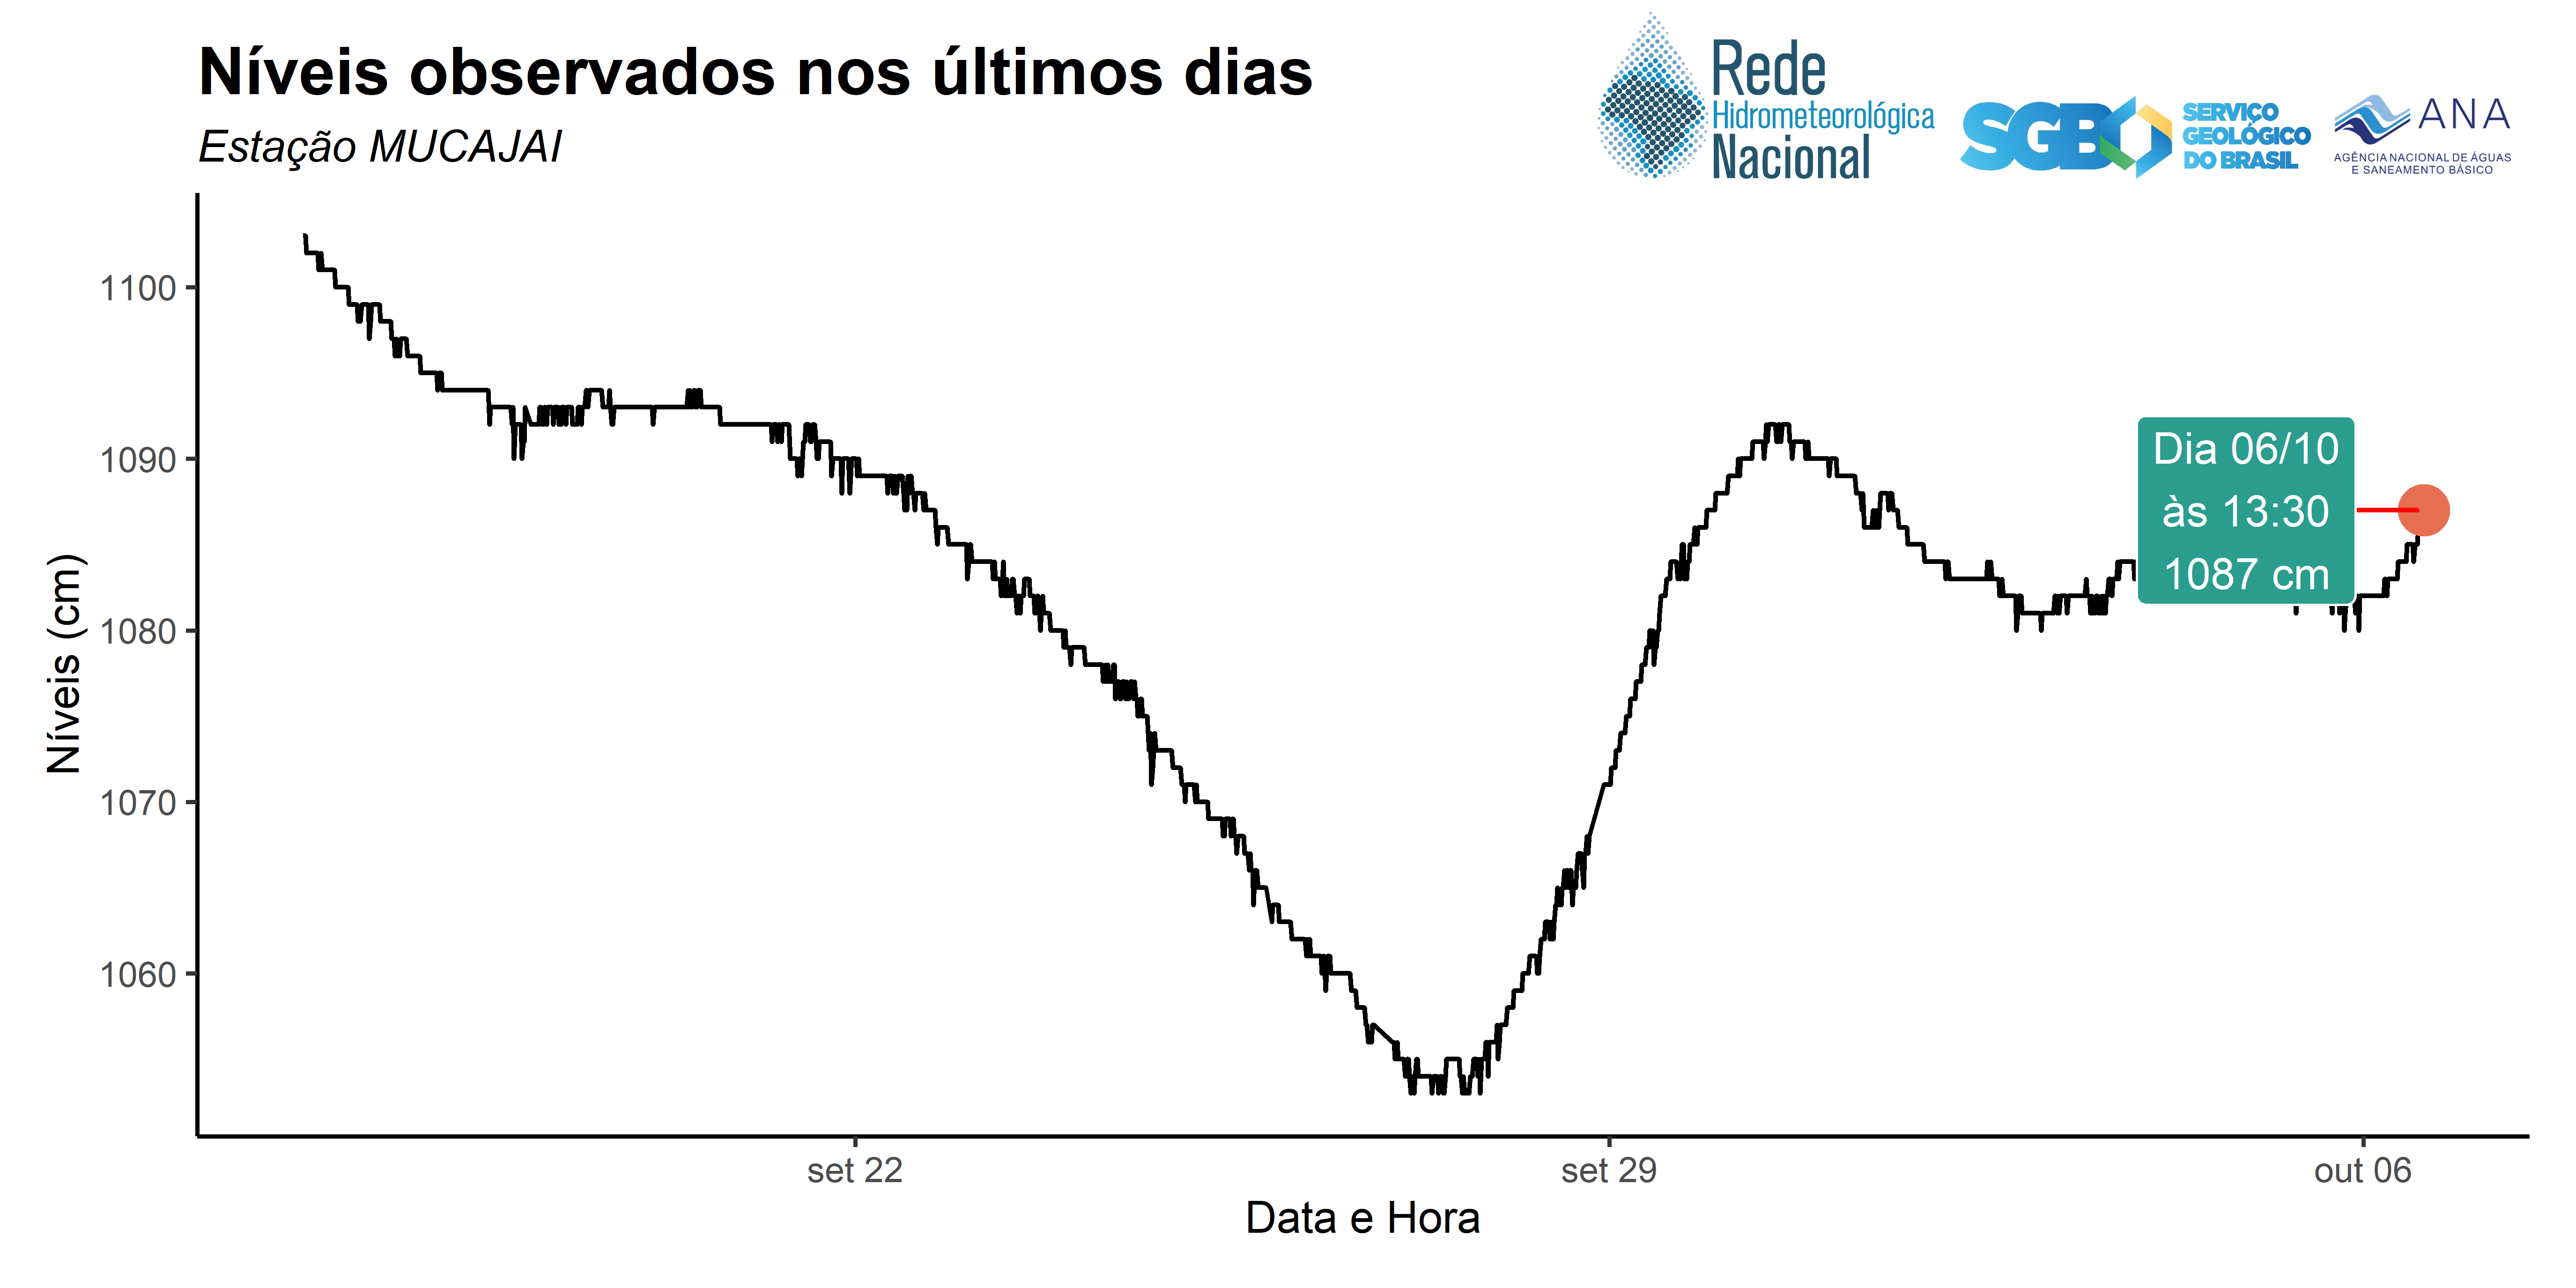 Níveis observados nos últimos dias
Estação MUCAJAI
Rede
Hidrometeorológica
Nacional
SGB
SERVIÇO
GEOLÓGICO
DO BRASIL
ANA
AGÊNCIA NACIONAL DE ÁGUAS
E SANEAMENTO BÁSICO
Níveis (cm)
1100
1090
1080
1070
1060
Dia 06/10
às 13:30
1087 cm
set 22
set 29
out 06
Data e Hora